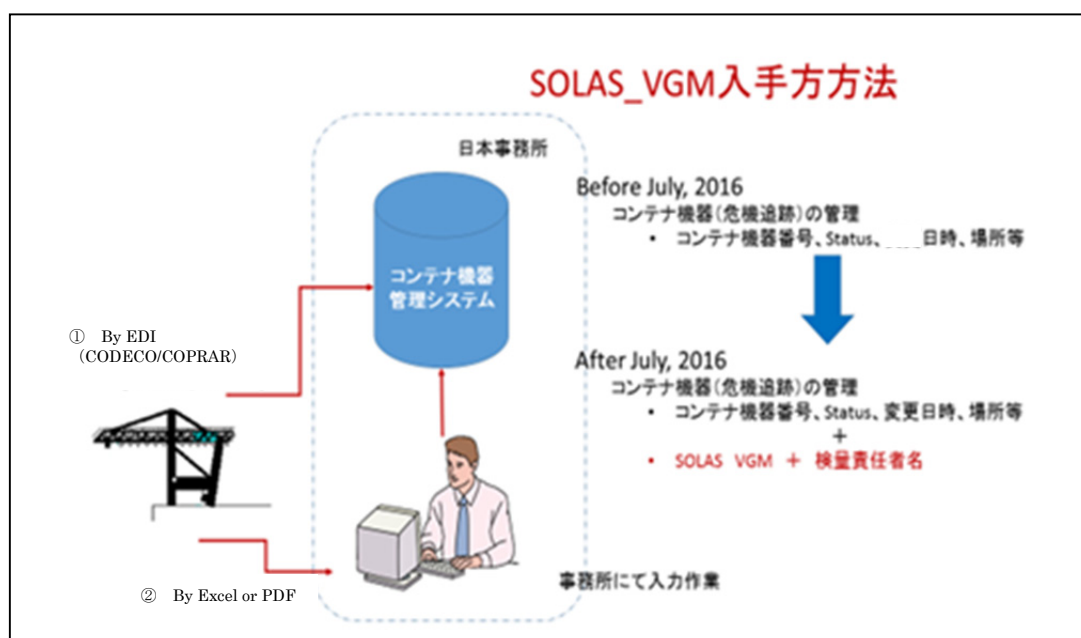 SOLAS_VGM入手方方法
日本事務所
コンテナ機器
管理システム
① By EDI
（CODECO/COPRAR）
② By Excel or PDF
事務所にて入力作業
Before July, 2016
コンテナ機器（危機追跡）の管理
• コンテナ機器番号、Status、 日時、場所等
After July, 2016
コンテナ機器（危機追跡）の管理
• コンテナ機器番号、Status、変更日時、場所等
＋
• SOLAS VGM ＋ 検量責任者名